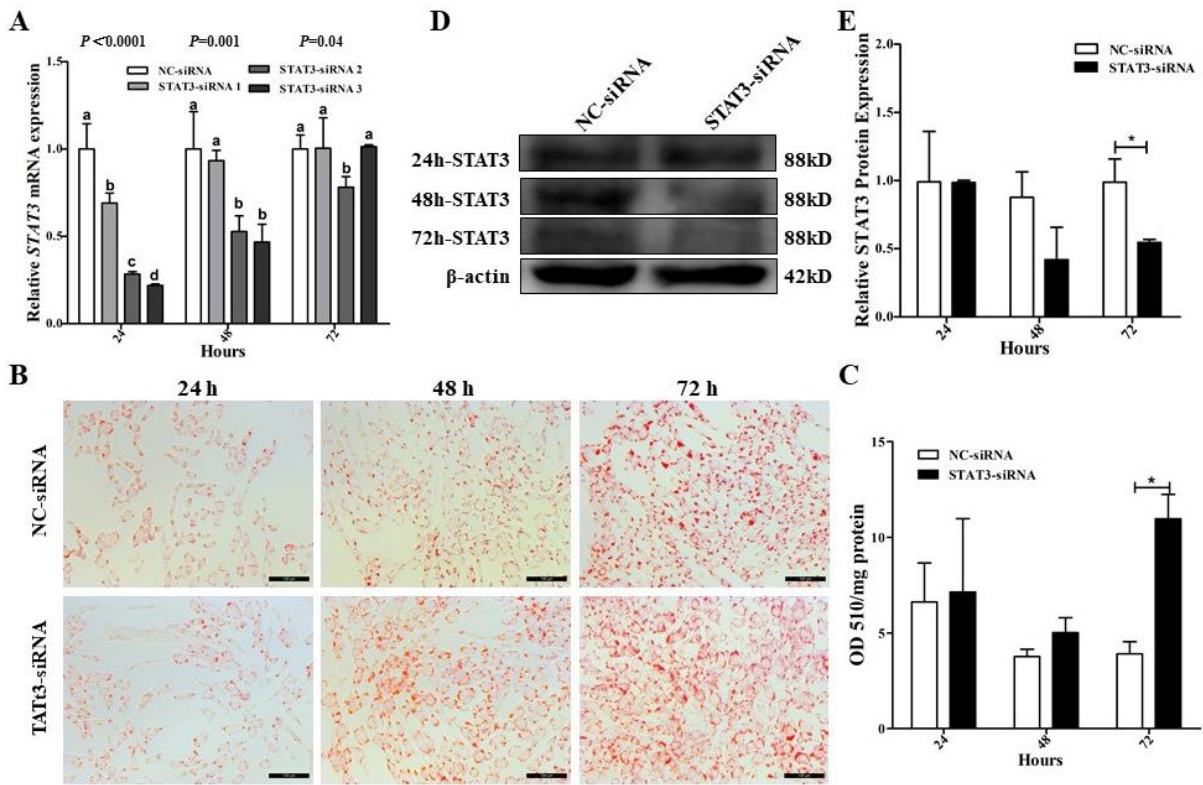 A
P<0.0001 P=0.001 P=0.04
NC-siRNA STAT3-siRNA 2
STAT3-siRNA 1 STAT3-siRNA 3
Relative STAT3 mRNA expression
1.5
1.0
0.5
0.0
a b c d
a a b b
a a b a
24 48 72
Hours
D
NC-siRNA STAT3-siRNA
24h-STAT3 88kD
48h-STAT3 88kD
72h-STAT3 88kD
β-actin 42kD
E
Relative STAT3 Protein Expression
2.0
1.5
1.0
0.5
0.0
NC-siRNA
STAT3-siRNA
*
24 48 72
Hours
B
24 h 48 h 72 h
NC-siRNA
TATt3-siRNA
C
OD 510/mg protein
15
10
5
0
NC-siRNA
STAT3-siRNA
*
24 48 72
Hours